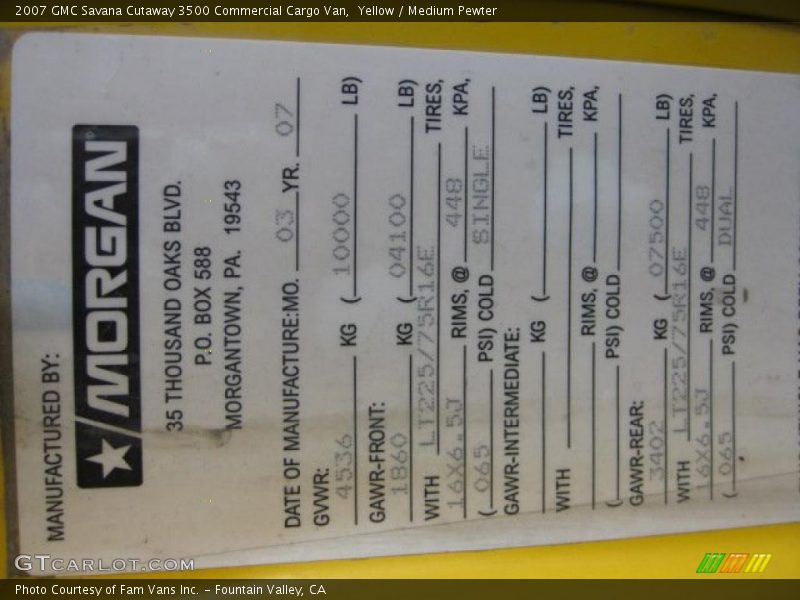 2007 GMC Savana Cutaway 3500 Commercial Cargo Van,  Yellow / Medium Pewter
MANUFACTURED BY:
MORGAN
35 THOUSAND OAKS BLVD.
P.O. BOX 588
MORGANTOWN, PA. 19543
DATE OF MANUFACTURE:MO. 03 YR. 07
GVWR:
4536 KG ( 10000 LB)
GAWR-FRONT:
1860 KG ( 04100 LB)
WITH LT225/75R16E TIRES,
16X6.5J RIMS, @ 448 KPA,
( 065 PSI) COLD SINGLE
GAWR-INTERMEDIATE:
KG ( LB)
WITH TIRES,
RIMS, @ KPA,
( PSI) COLD
GAWR-REAR:
3402 KG ( 07500 LB)
WITH LT225/75R16E TIRES,
16X6.5J RIMS, @ 448 KPA,
( 065 PSI) COLD DUAL
GTCARLOT.COM
Photo Courtesy of Fam Vans Inc. - Fountain Valley, CA